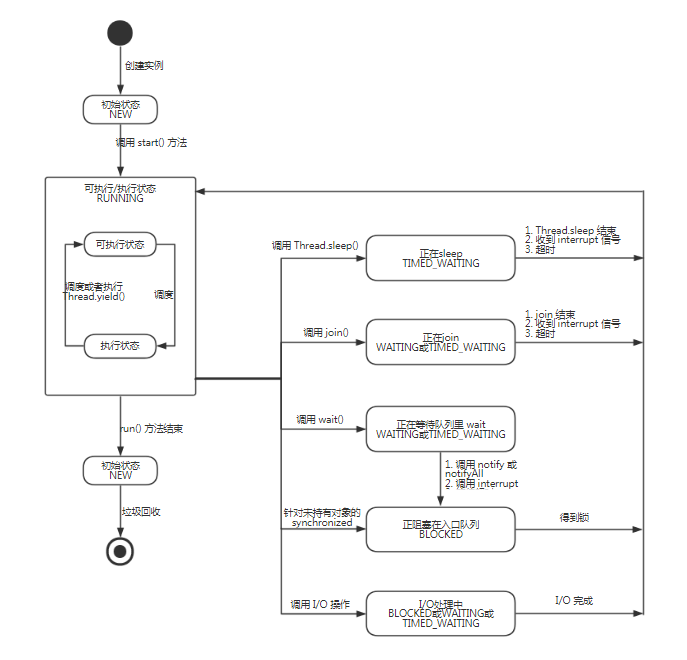 创建实例
初始状态
NEW
调用 start() 方法
可执行/执行状态
RUNNING
可执行状态
调度或者执行
Thread.yield()
调度
执行状态
run() 方法结束
初始状态
NEW
垃圾回收
调用 Thread.sleep()
正在sleep
TIMED_WAITING
1. Thread.sleep 结束
2. 收到 interrupt 信号
3. 超时
调用 join()
正在join
WAITING或TIMED_WAITING
1. join 结束
2. 收到 interrupt 信号
3. 超时
调用 wait()
正在等待队列里 wait
WAITING或TIMED_WAITING
1. 调用 notify 或
notifyAll
2. 调用 interrupt
针对未持有对象的
synchronized
正阻塞在入口队列
BLOCKED
得到锁
调用 I/O 操作
I/O处理中
BLOCKED或WAITING或
TIMED_WAITING
I/O 完成